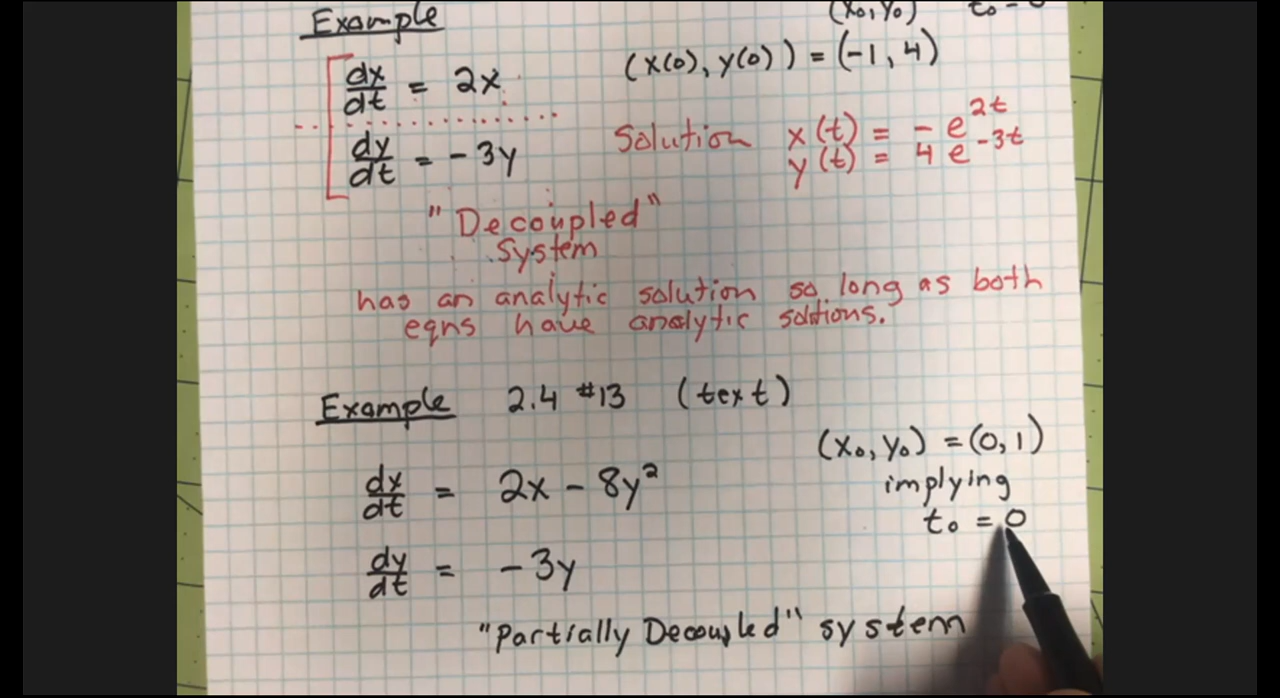 Example
(x₀, y₀) t₀ = 0
dx/dt = 2x
(x(0), y(0)) = (-1, 4)
dy/dt = -3y
Solution x(t) = -e^2t
y(t) = 4e^-3t
"Decoupled"
System
has an analytic solution so long as both
eqns have analytic soltions.
Example 2.4 #13 (text)
(x₀, y₀) = (0, 1)
implying
t₀ = 0
dx/dt = 2x - 8y²
dy/dt = -3y
"Partially Decoupled" system